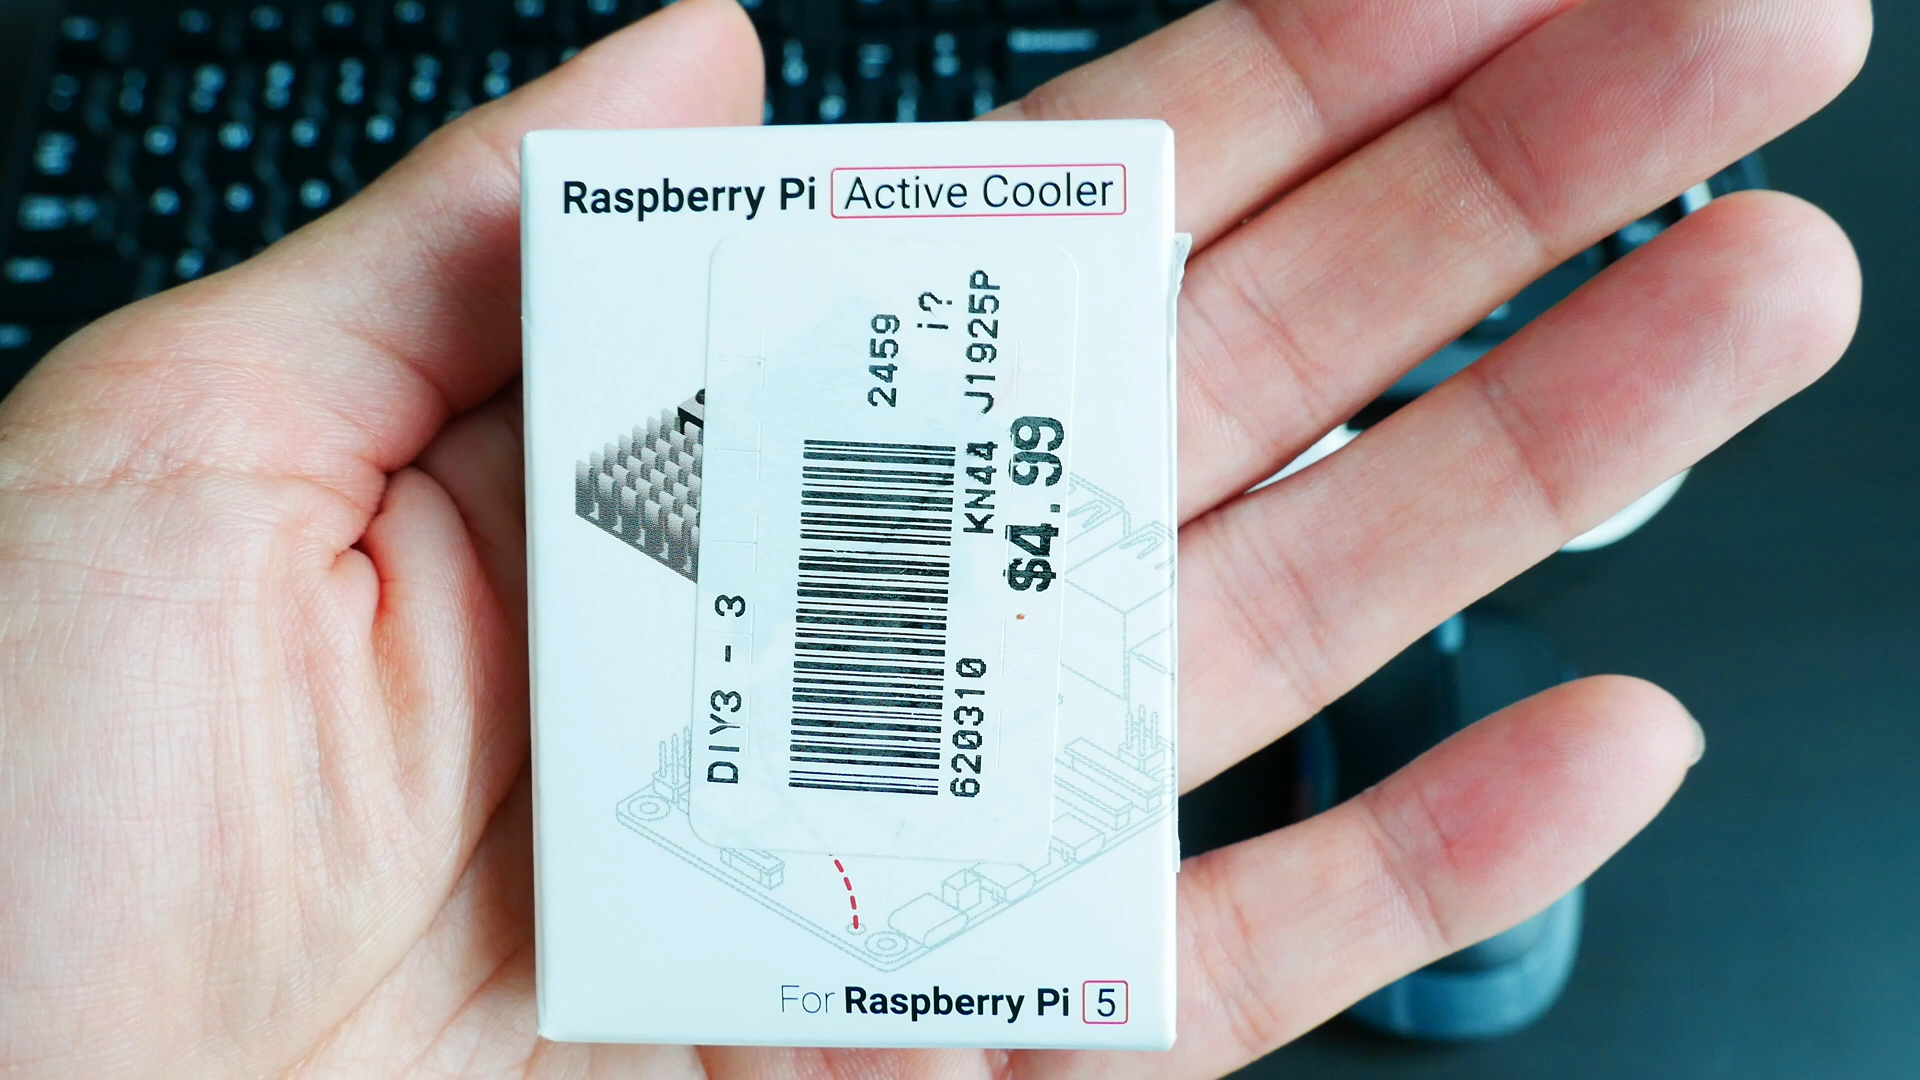 Raspberry Pi Active Cooler
DIY3 - 3
2459
i?
620310 KN44 J1925P
$4.99
For Raspberry Pi 5